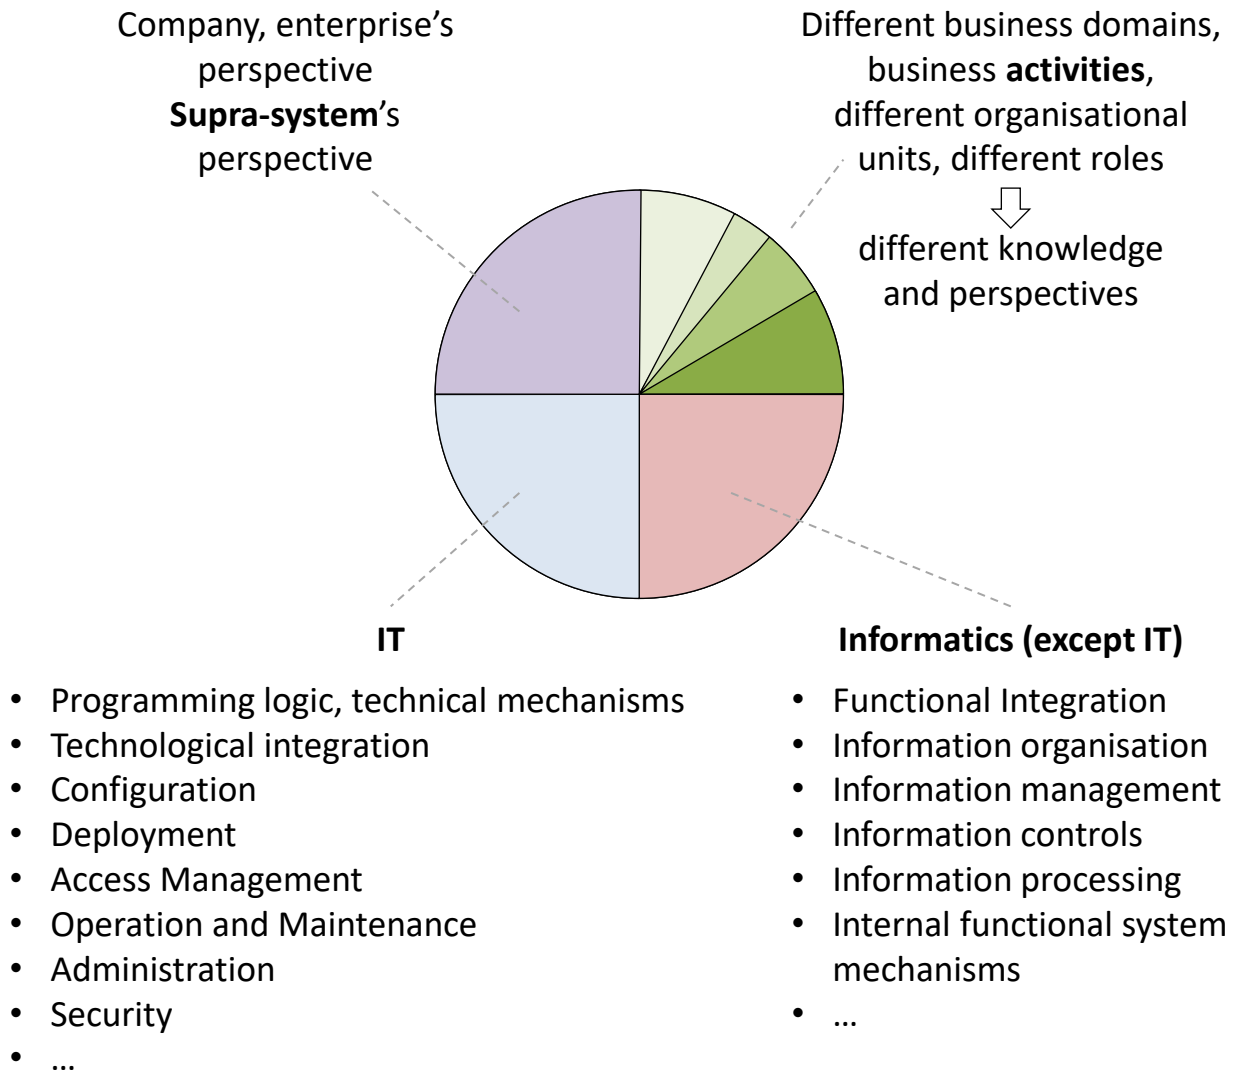 Company, enterprise’s
perspective
Supra-system’s
perspective
Different business domains,
business activities,
different organisational
units, different roles
different knowledge
and perspectives
IT
• Programming logic, technical mechanisms
• Technological integration
• Configuration
• Deployment
• Access Management
• Operation and Maintenance
• Administration
• Security
• …
Informatics (except IT)
• Functional Integration
• Information organisation
• Information management
• Information controls
• Information processing
• Internal functional system
mechanisms
• …